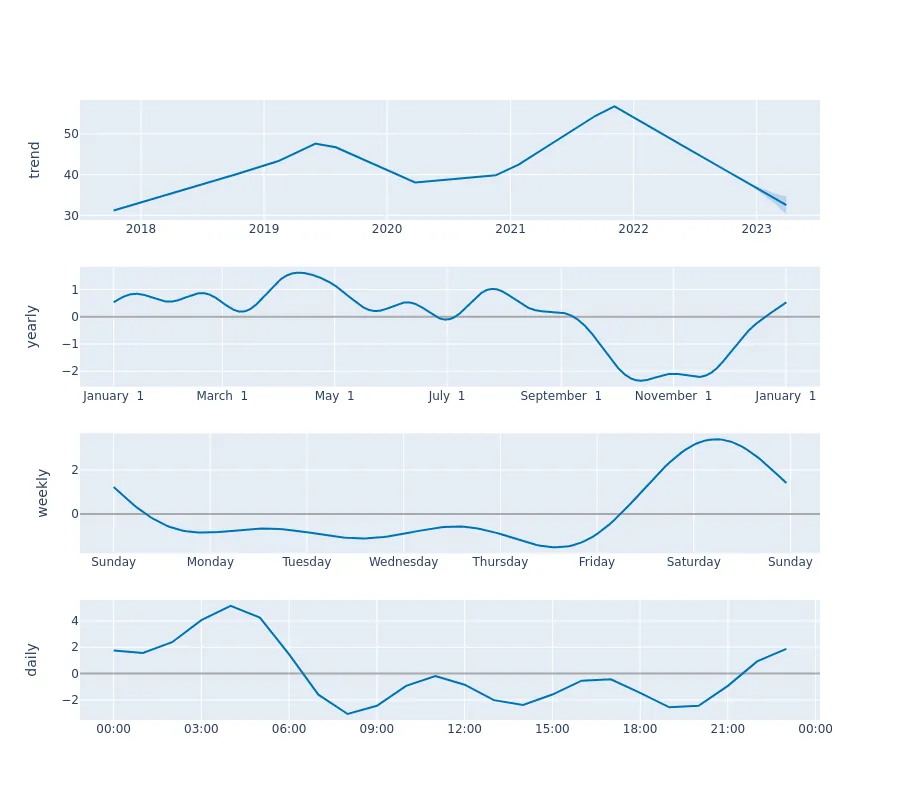 trend
50
40
30
2018 2019 2020 2021 2022 2023
yearly
1
0
−1
−2
January 1 March 1 May 1 July 1 September 1 November 1 January 1
weekly
2
0
Sunday Monday Tuesday Wednesday Thursday Friday Saturday Sunday
daily
4
2
0
−2
00:00 03:00 06:00 09:00 12:00 15:00 18:00 21:00 00:00